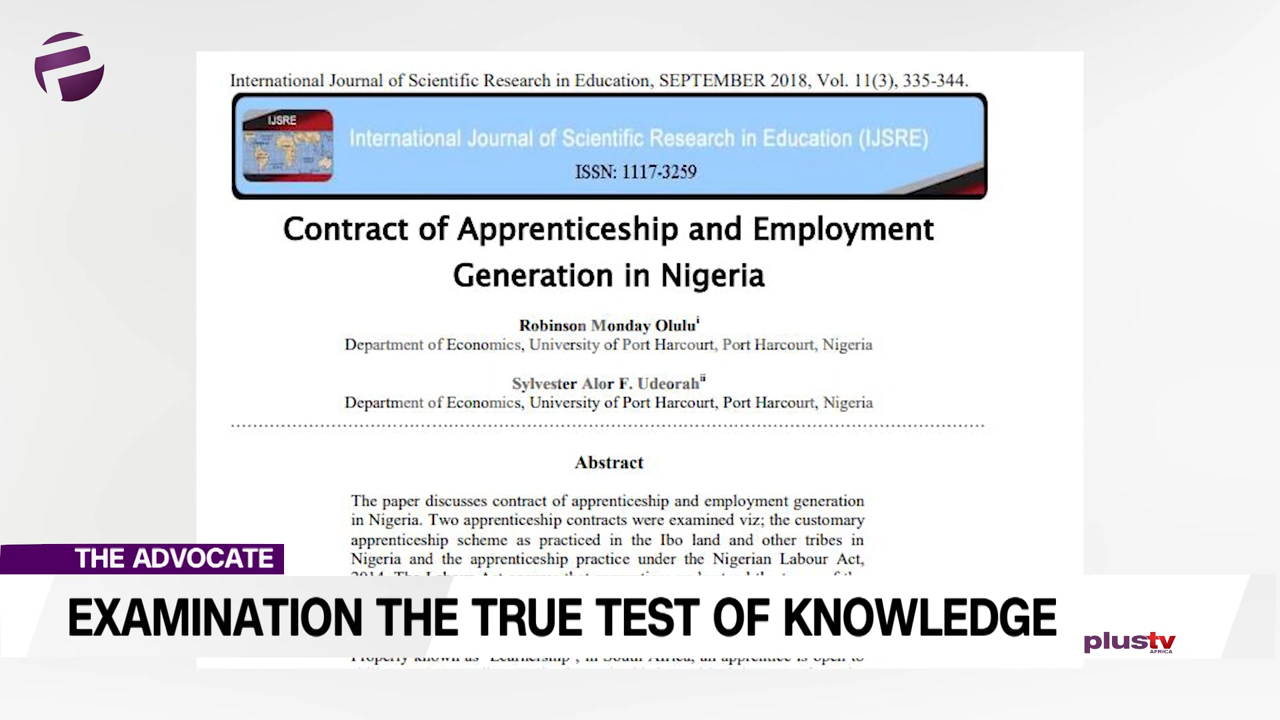 International Journal of Scientific Research in Education, SEPTEMBER 2018, Vol. 11(3), 335-344.
IJSRE
International Journal of Scientific Research in Education (IJSRE)
ISSN: 1117-3259
Contract of Apprenticeship and Employment
Generation in Nigeria
Robinson Monday Olulu i
Department of Economics, University of Port Harcourt, Port Harcourt, Nigeria
Sylvester Alor F. Udeorah ii
Department of Economics, University of Port Harcourt, Port Harcourt, Nigeria
Abstract
The paper discusses contract of apprenticeship and employment generation
in Nigeria. Two apprenticeship contracts were examined viz; the customary
apprenticeship scheme as practiced in the Ibo land and other tribes in
Nigeria and the apprenticeship practice under the Nigerian Labour Act,
THE ADVOCATE
EXAMINATION THE TRUE TEST OF KNOWLEDGE
plustv
AFRICA